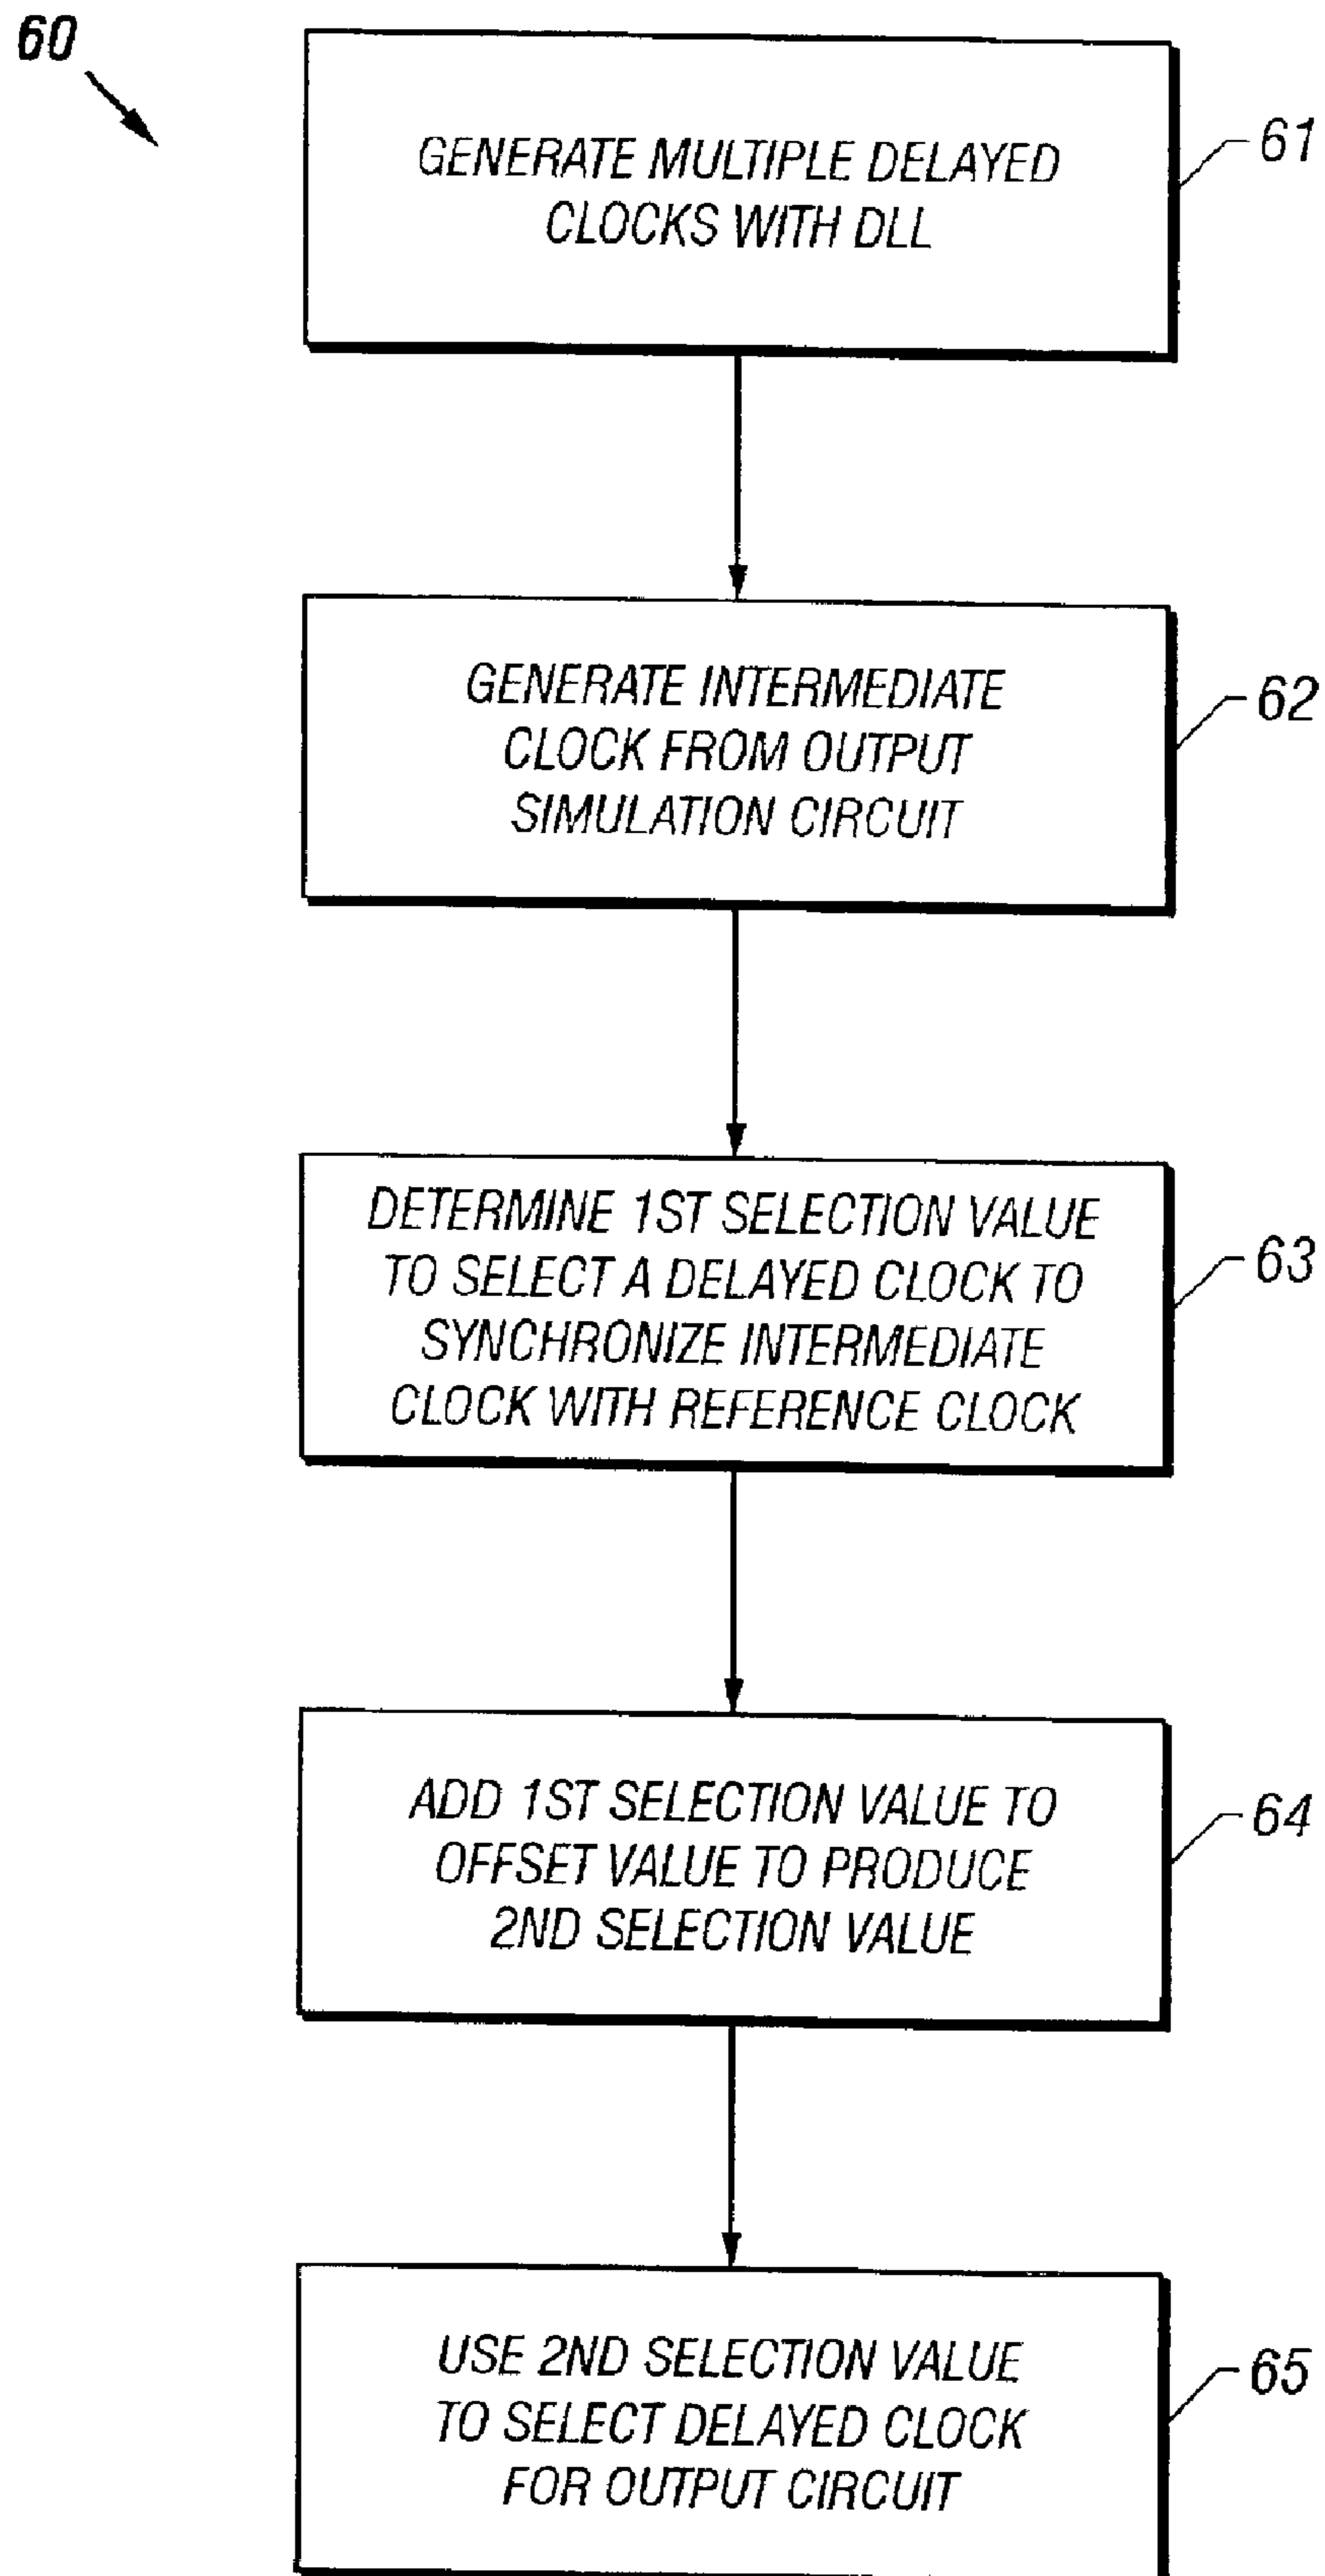 60
GENERATE MULTIPLE DELAYED
CLOCKS WITH DLL
61
GENERATE INTERMEDIATE
CLOCK FROM OUTPUT
SIMULATION CIRCUIT
62
DETERMINE 1ST SELECTION VALUE
TO SELECT A DELAYED CLOCK TO
SYNCHRONIZE INTERMEDIATE
CLOCK WITH REFERENCE CLOCK
63
ADD 1ST SELECTION VALUE TO
OFFSET VALUE TO PRODUCE
2ND SELECTION VALUE
64
USE 2ND SELECTION VALUE
TO SELECT DELAYED CLOCK
FOR OUTPUT CIRCUIT
65